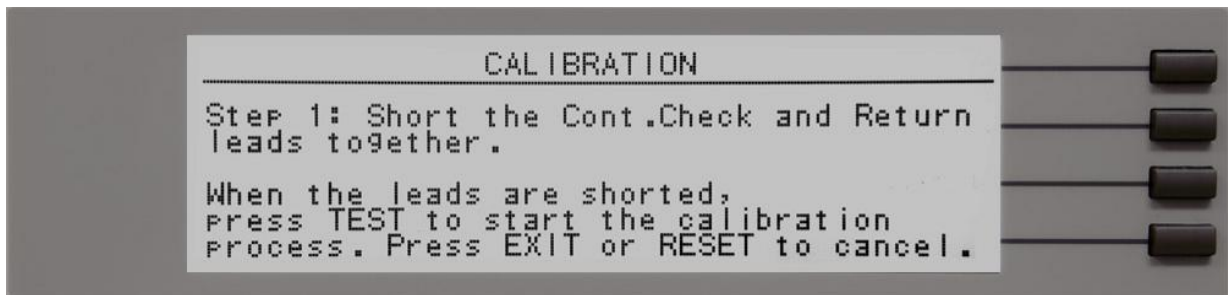 CALIBRATION
Step 1: Short the Cont.Check and Return
leads together.
When the leads are shorted,
press TEST to start the calibration
process. Press EXIT or RESET to cancel.